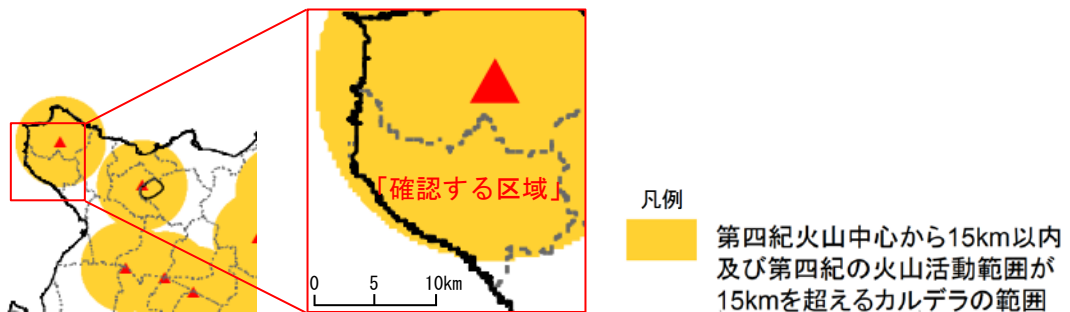 「確認する区域」
0 5 10km
凡例
第四紀火山中心から15km以内
及び第四紀の火山活動範囲が
15kmを超えるカルデラの範囲